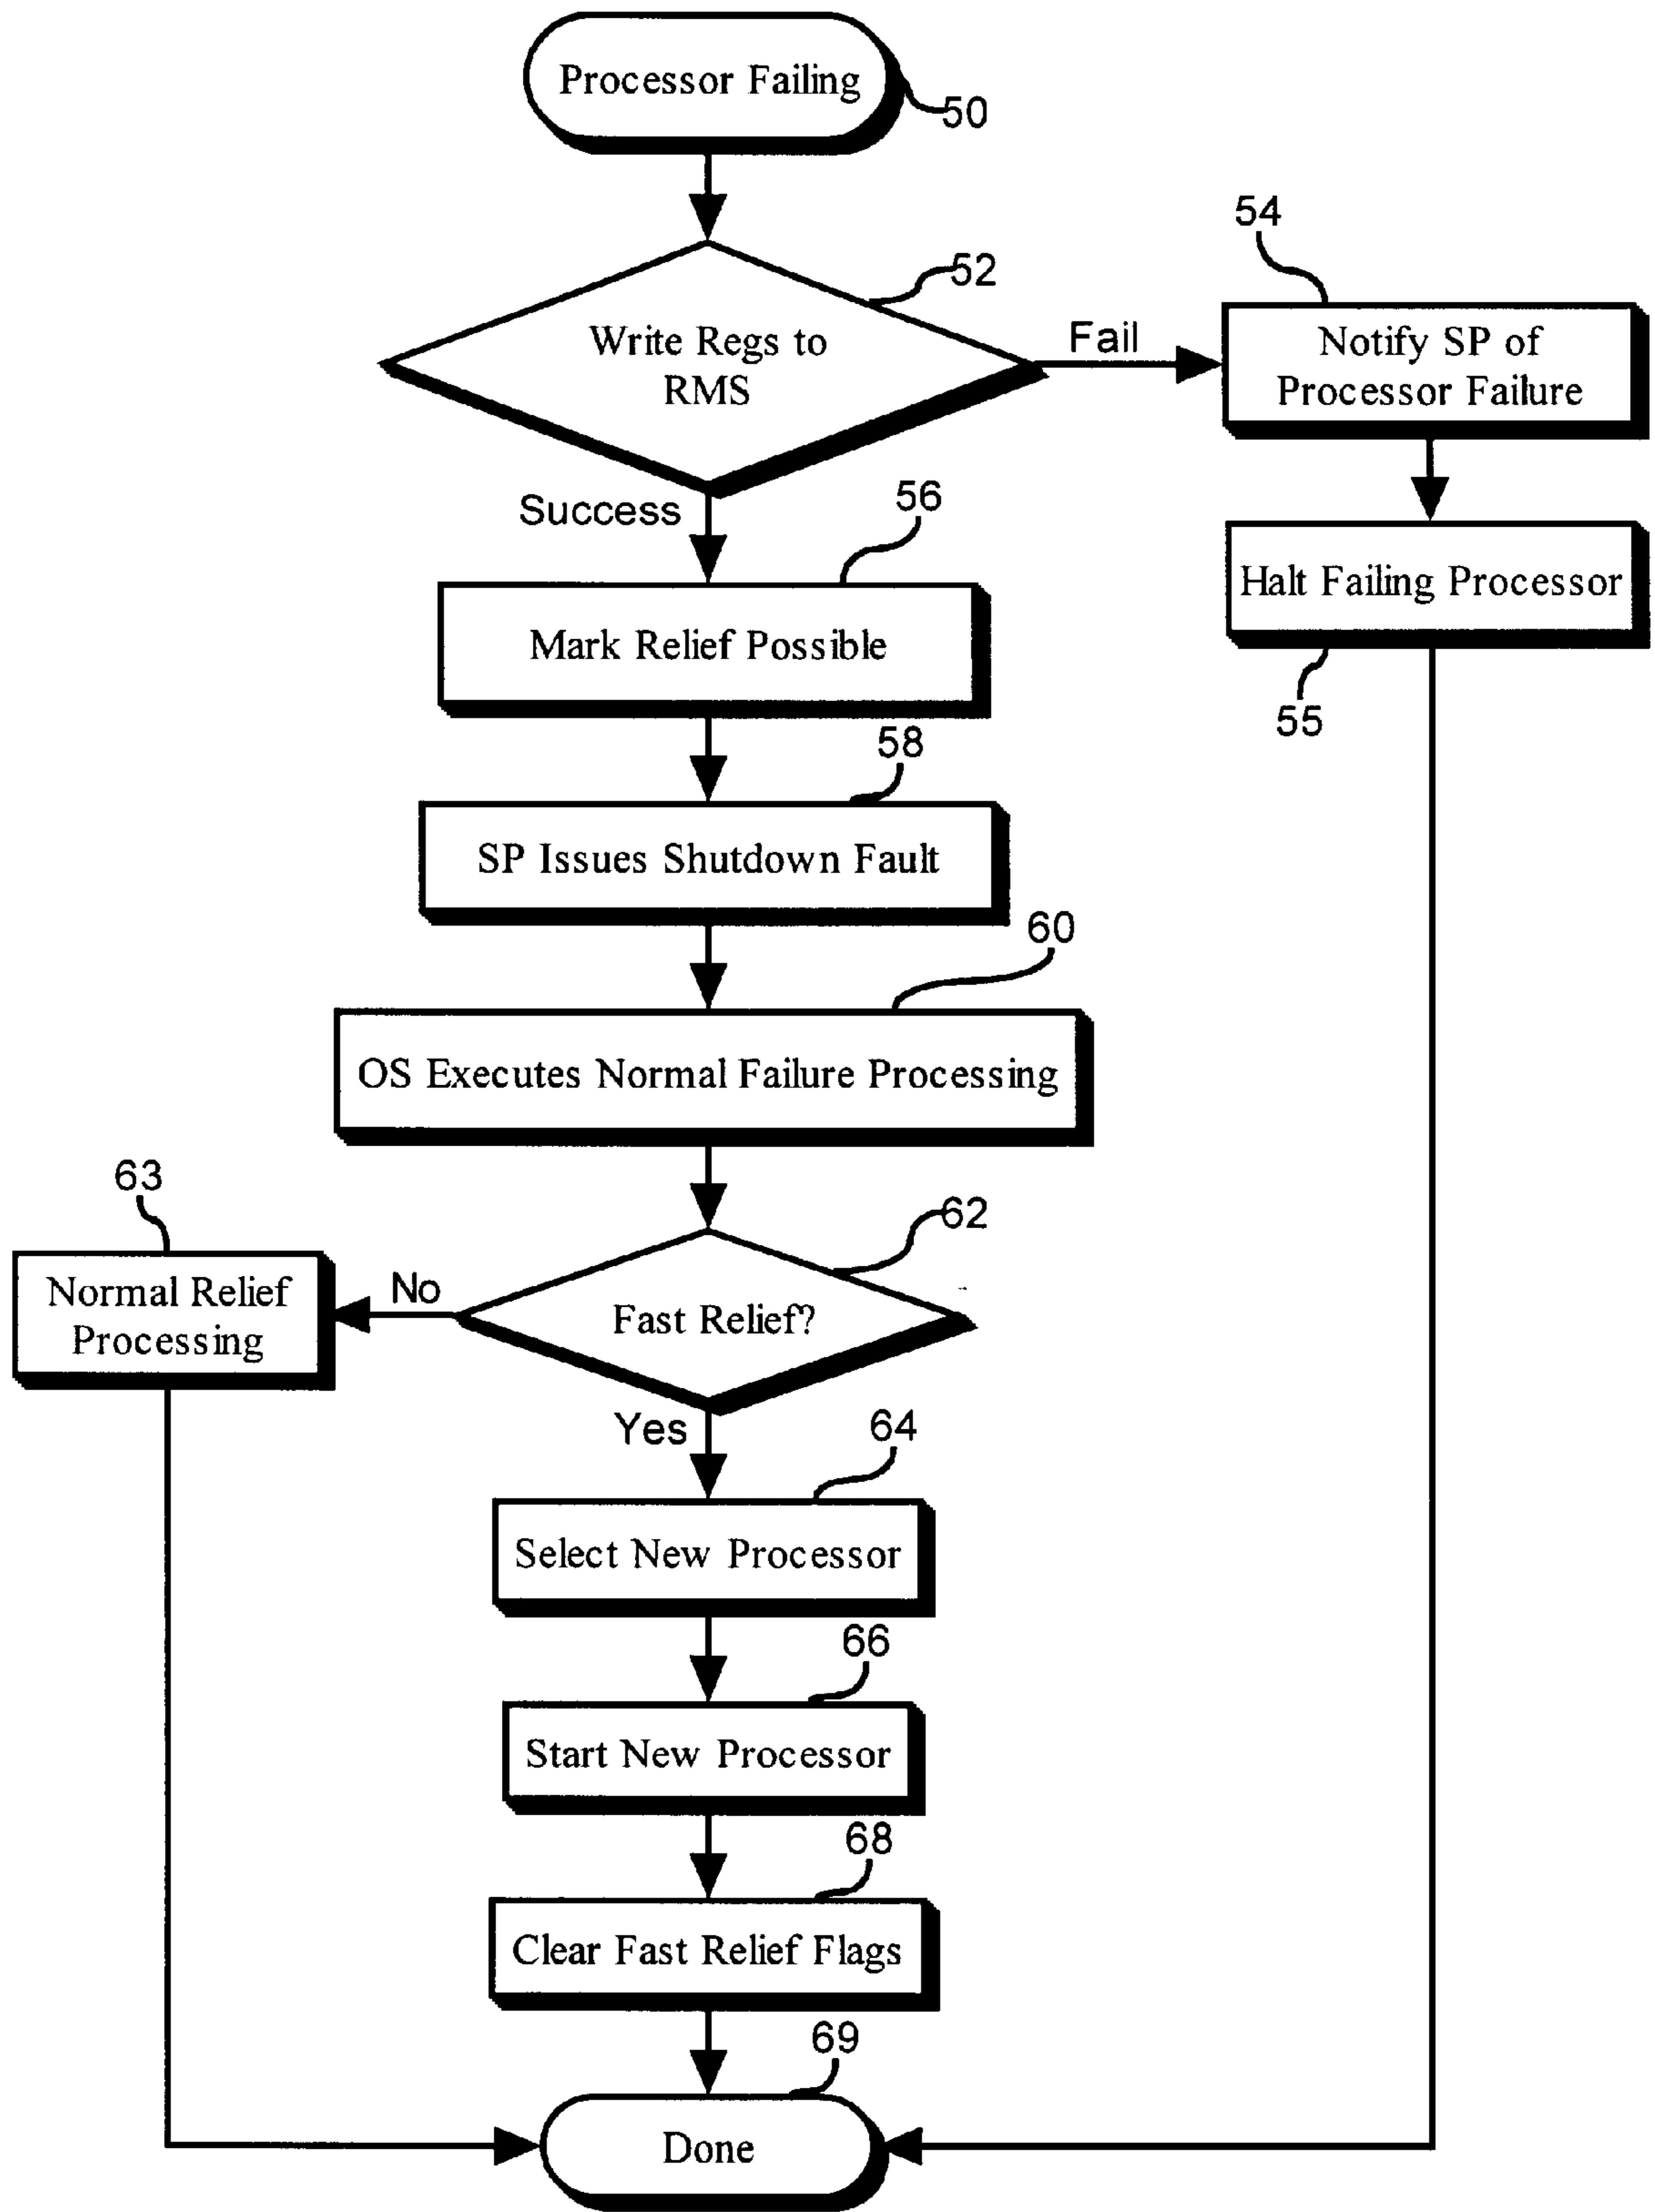 Processor Failing
50
52
Write Regs to
RMS
Fail
54
Notify SP of
Processor Failure
Halt Failing Processor
55
Success
56
Mark Relief Possible
58
SP Issues Shutdown Fault
60
OS Executes Normal Failure Processing
62
Fast Relief?
No
63
Normal Relief
Processing
Yes
64
Select New Processor
66
Start New Processor
68
Clear Fast Relief Flags
69
Done